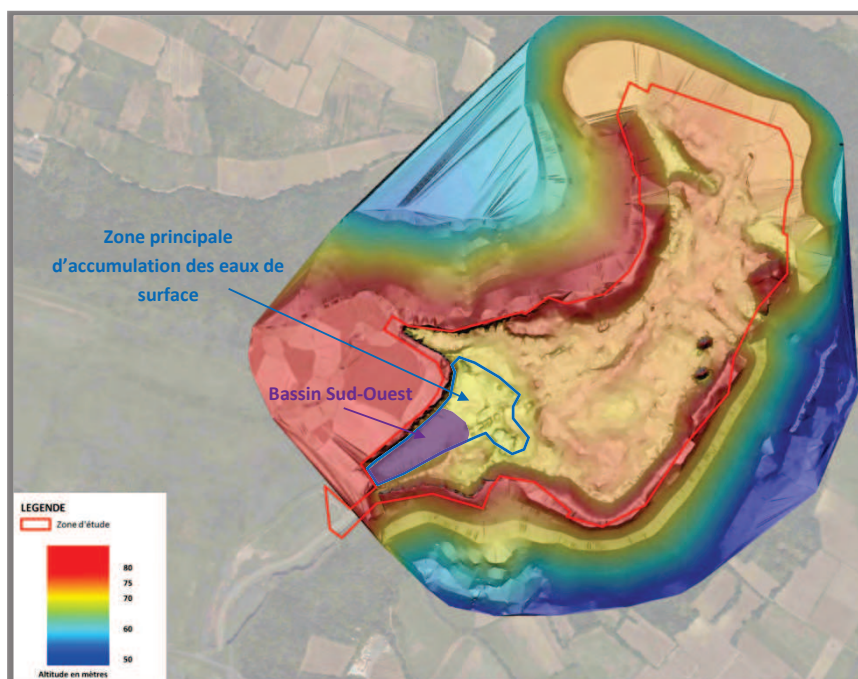 Zone principale
d'accumulation des eaux de
surface
Bassin Sud-Ouest
LEGENDE
Zone d'étude
80
75
70
60
50
Altitude en mètres